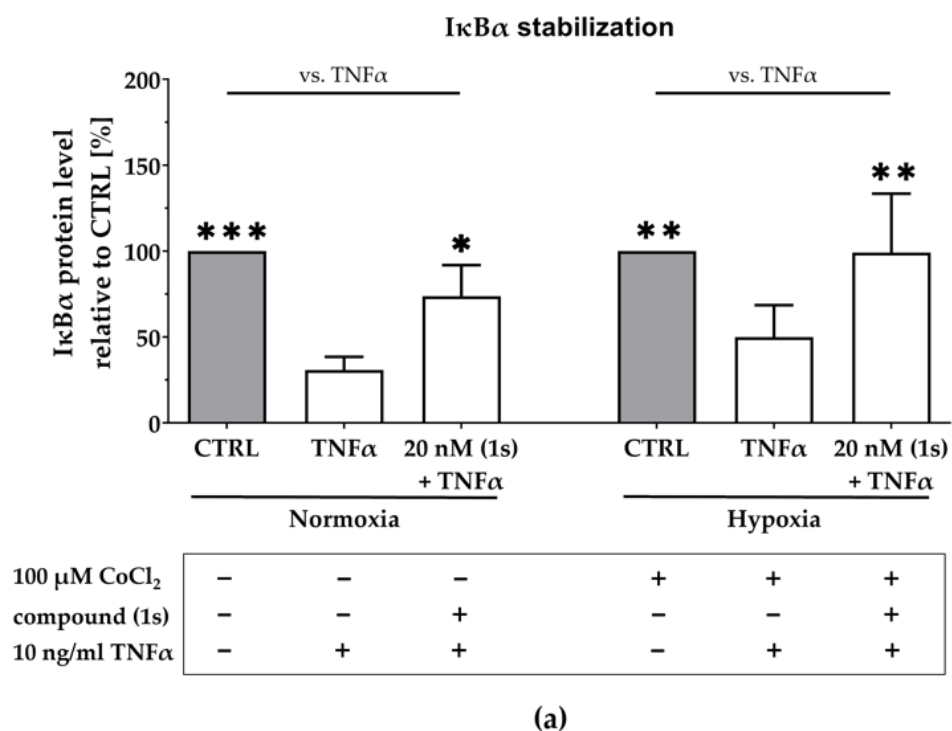 IκBα stabilization
vs. TNFα
vs. TNFα
IκBα protein level
relative to CTRL [%]
200
150
100
50
0
***
*
**
**
CTRL
TNFα
20 nM (1s)
+ TNFα
CTRL
TNFα
20 nM (1s)
+ TNFα
Normoxia
Hypoxia
100 μM CoCl₂ – – – + + +
compound (1s) – – + – – +
10 ng/ml TNFα – + + – + +
(a)